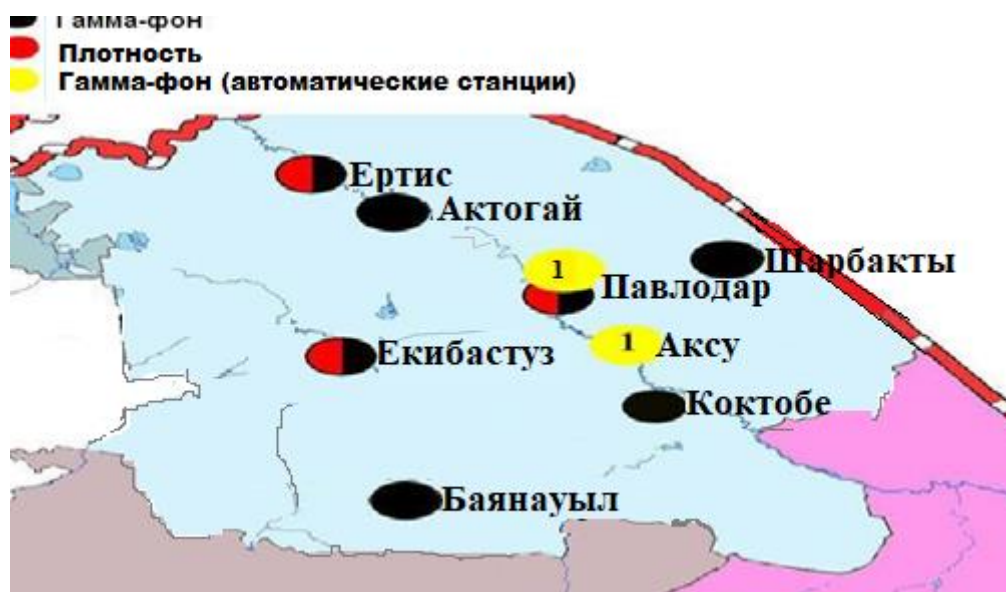 Гамма-фон
Плотность
Гамма-фон (автоматические станции)
Ертис
Актогай
Шарбакты
1
Павлодар
1 Аксу
Екибастуз
Коктобе
Баянауыл